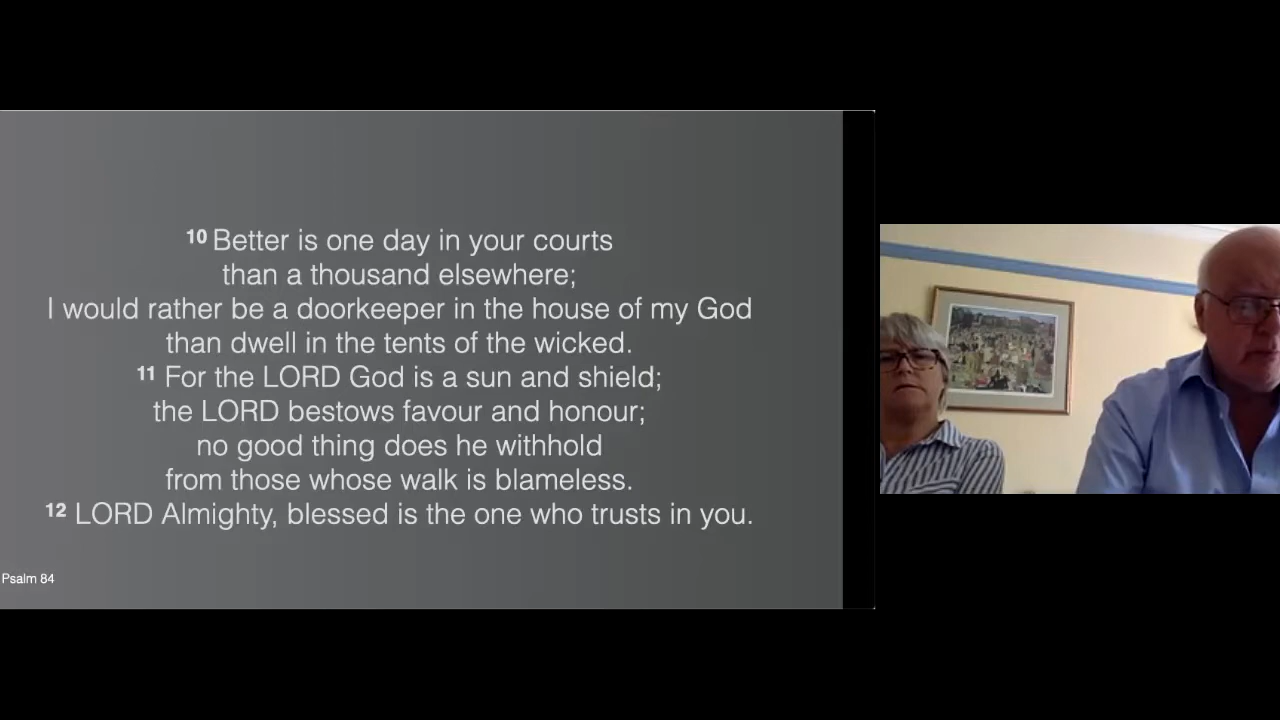 10 Better is one day in your courts
than a thousand elsewhere;
I would rather be a doorkeeper in the house of my God
than dwell in the tents of the wicked.
11 For the LORD God is a sun and shield;
the LORD bestows favour and honour;
no good thing does he withhold
from those whose walk is blameless.
12 LORD Almighty, blessed is the one who trusts in you.
Psalm 84